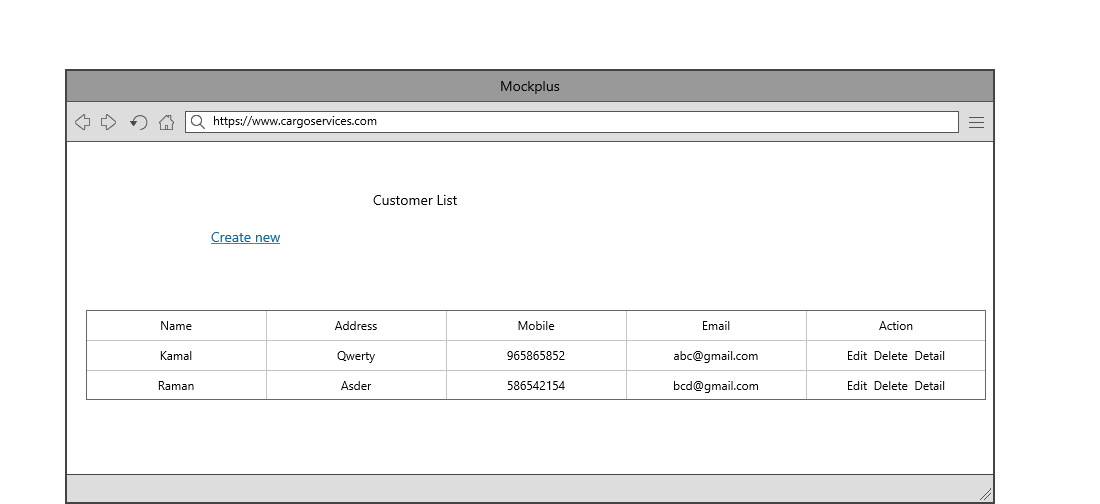 Mockplus
https://www.cargoservices.com
Customer List
Create new
Name Address Mobile Email Action
Kamal Qwerty 965865852 abc@gmail.com Edit Delete Detail
Raman Asder 586542154 bcd@gmail.com Edit Delete Detail